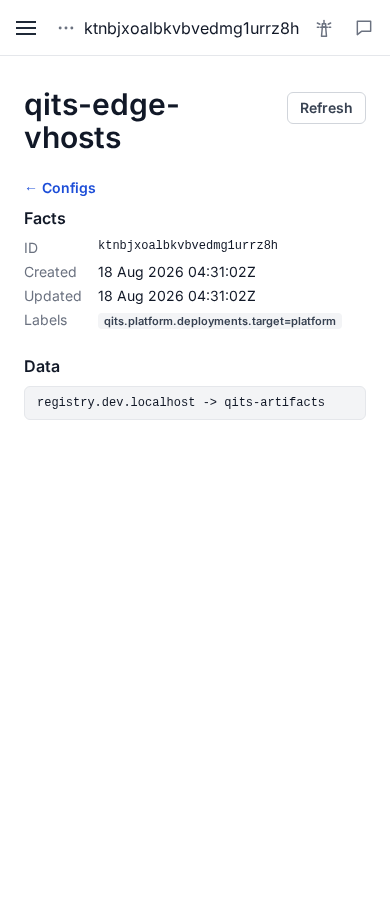 ktnbjxoalbkvbvedmg1urrz8h
qits-edge-
vhosts
Refresh
← Configs
Facts
ID ktnbjxoalbkvbvedmg1urrz8h
Created 18 Aug 2026 04:31:02Z
Updated 18 Aug 2026 04:31:02Z
Labels qits.platform.deployments.target=platform
Data
registry.dev.localhost -> qits-artifacts